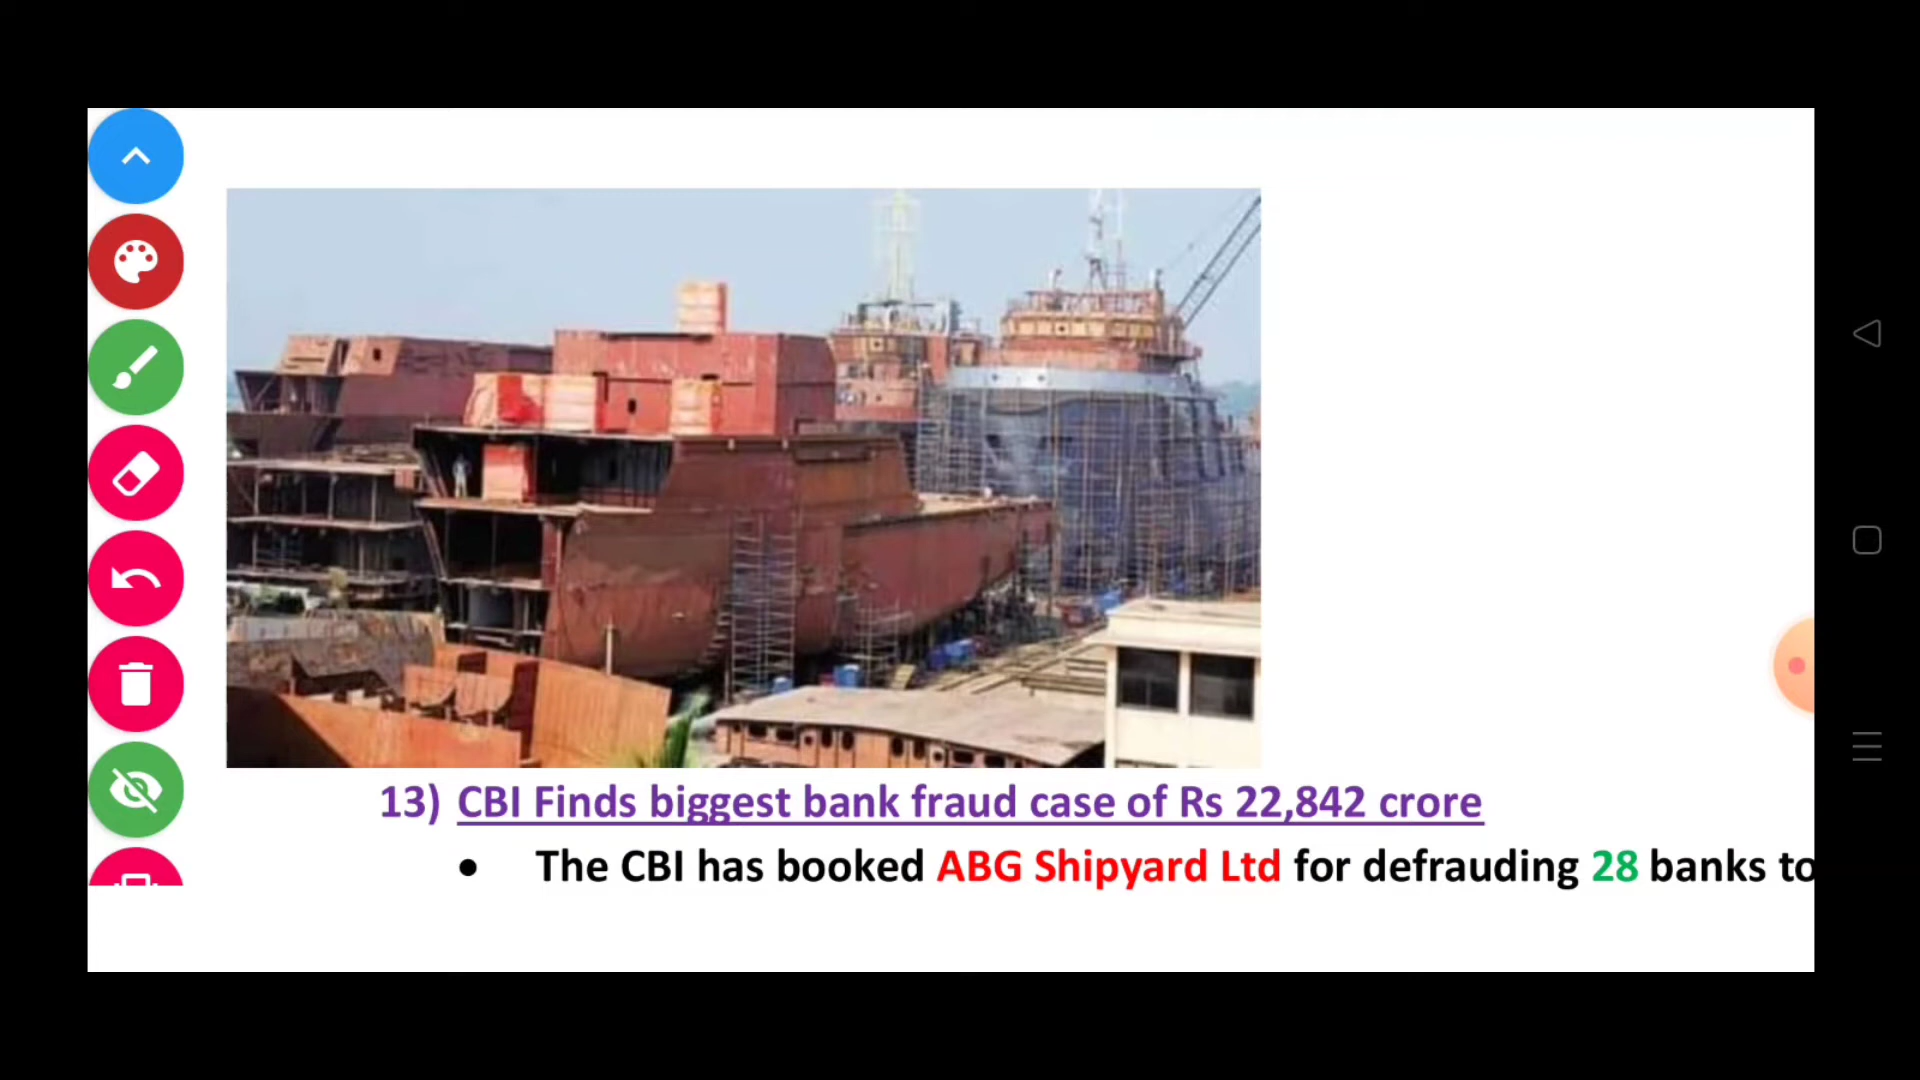 13) CBI Finds biggest bank fraud case of Rs 22,842 crore
• The CBI has booked ABG Shipyard Ltd for defrauding 28 banks to